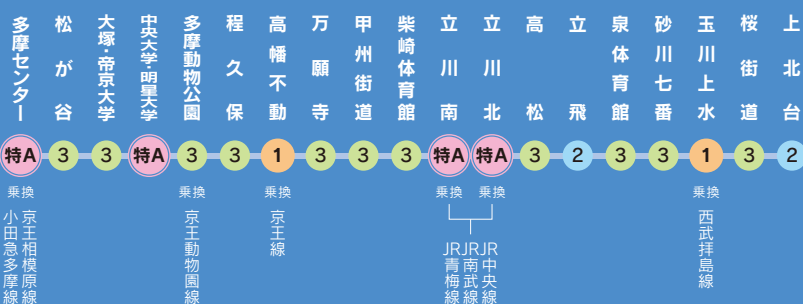 多摩センター
松が谷
大塚・帝京大学
中央大学・明星大学
多摩動物公園
程久保
高幡不動
万願寺
甲州街道
柴崎体育館
立川南
立川北
高松
立飛
泉体育館
砂川七番
玉川上水
桜街道
上北台
特A
3
3
特A
3
3
1
3
3
3
特A
特A
3
2
3
3
1
3
2
乗換
乗換
乗換
乗換
乗換
乗換
小田急多摩線
京王相模原線
京王動物園線
京王線
JR青梅線
JR南武線
JR中央線
西武拝島線